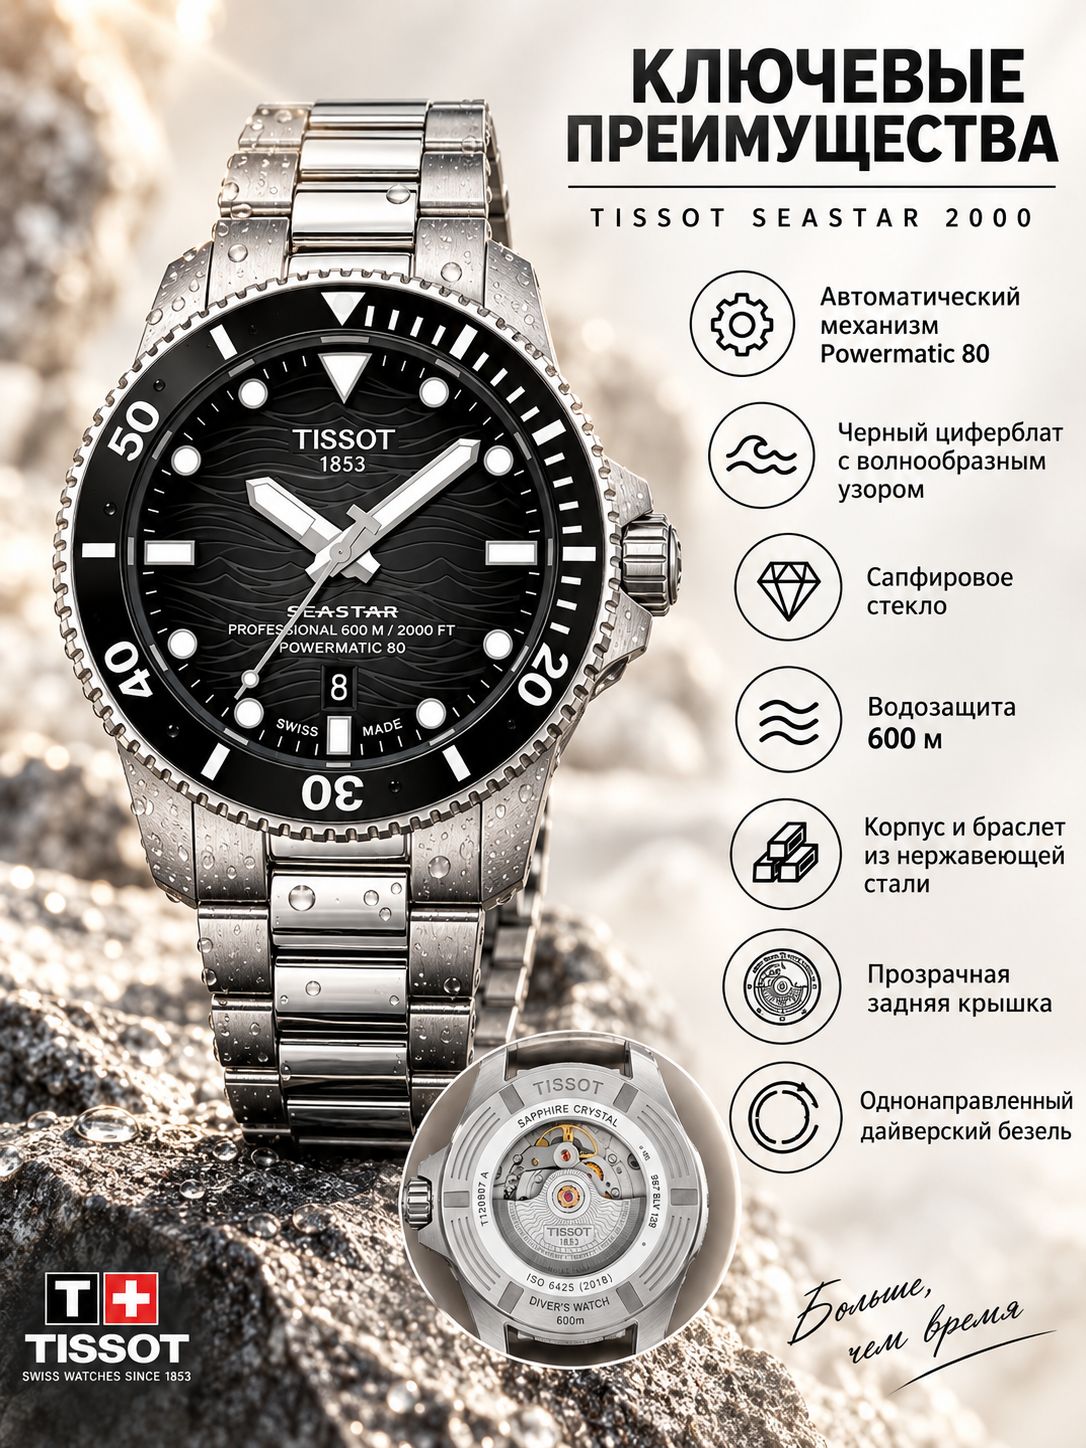 КЛЮЧЕВЫЕ
ПРЕИМУЩЕСТВА
TISSOT SEASTAR 2000
Автоматический
механизм
Powermatic 80
Черный циферблат
с волнообразным
узором
Сапфировое
стекло
Водозащита
600 м
Корпус и браслет
из нержавеющей
стали
Прозрачная
задняя крышка
Однонаправленный
дайверский безель
50
40
30
20
TISSOT
1853
SEASTAR
PROFESSIONAL 600 M / 2000 FT
POWERMATIC 80
8
SWISS MADE
TISSOT
SAPPHIRE CRYSTAL
T120807 A
TISSOT
1853
ISO 6425 (2018)
DIVER'S WATCH
600m
T+
TISSOT
SWISS WATCHES SINCE 1853
Больше,
чем время